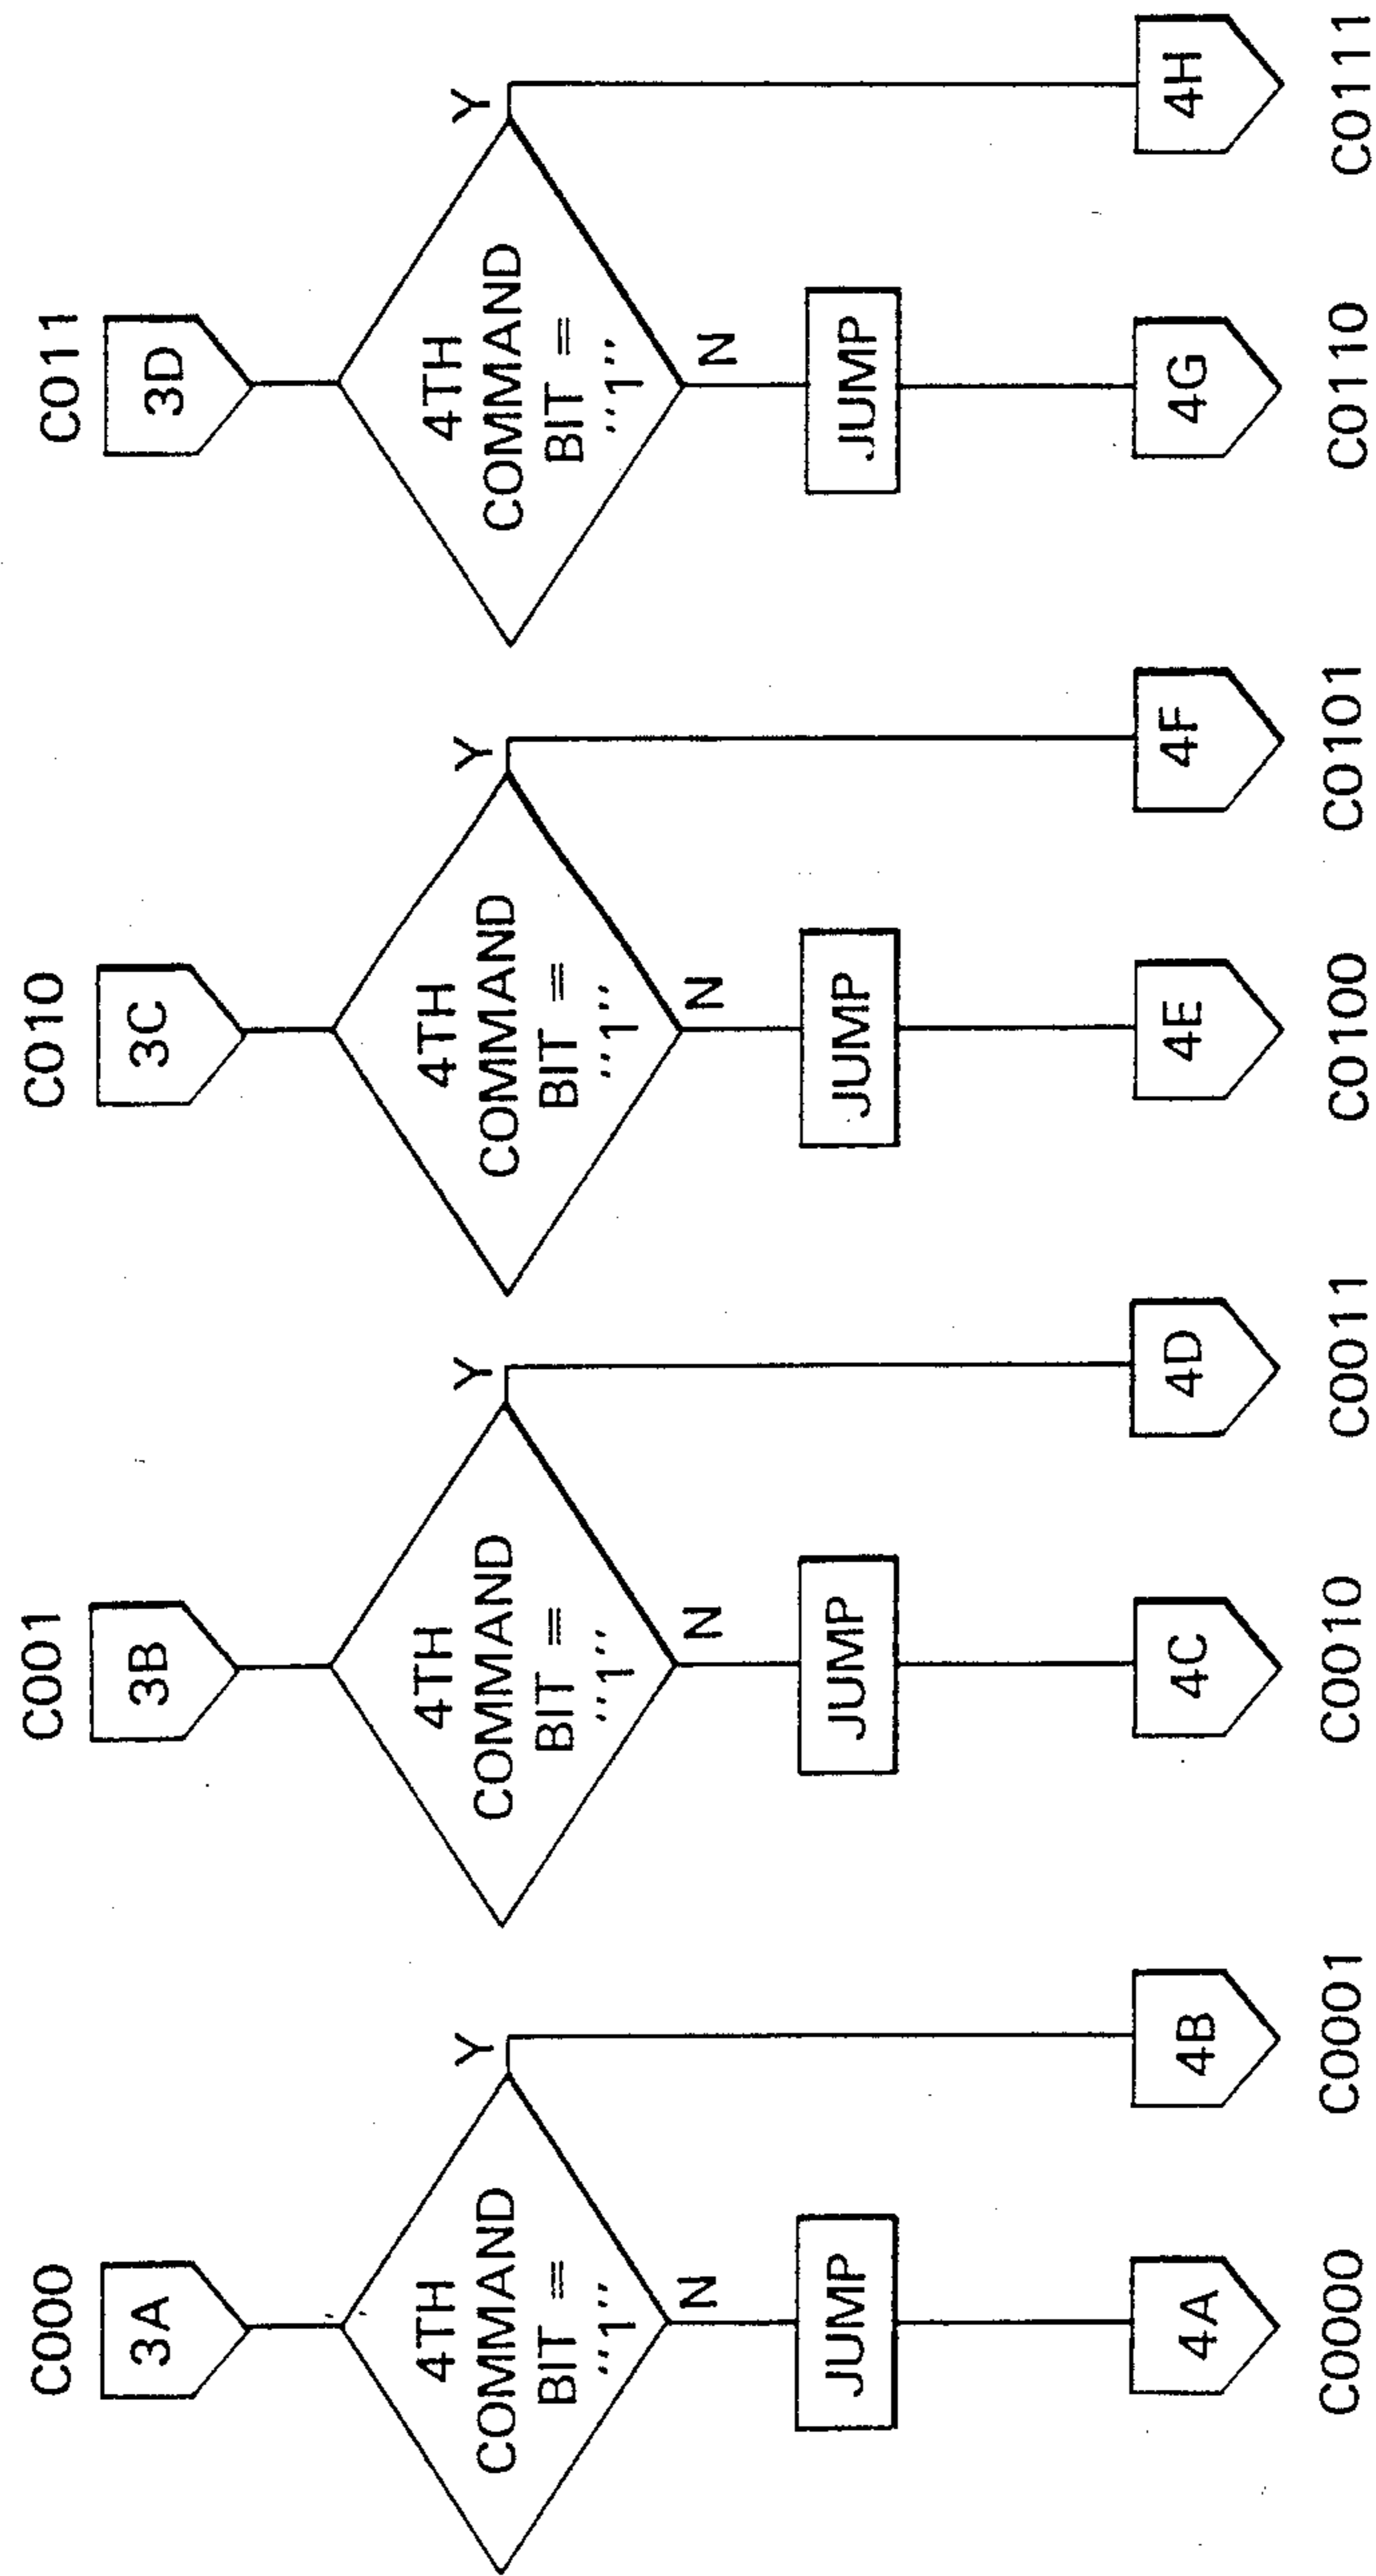 C000
3A
4TH
COMMAND
BIT =
"1"
Y
N
JUMP
4A
C0000
4B
C0001
C001
3B
4TH
COMMAND
BIT =
"1"
Y
N
JUMP
4C
C0010
4D
C0011
C010
3C
4TH
COMMAND
BIT =
"1"
Y
N
JUMP
4E
C0100
4F
C0101
C011
3D
4TH
COMMAND
BIT =
"1"
Y
N
JUMP
4G
C0110
4H
C0111